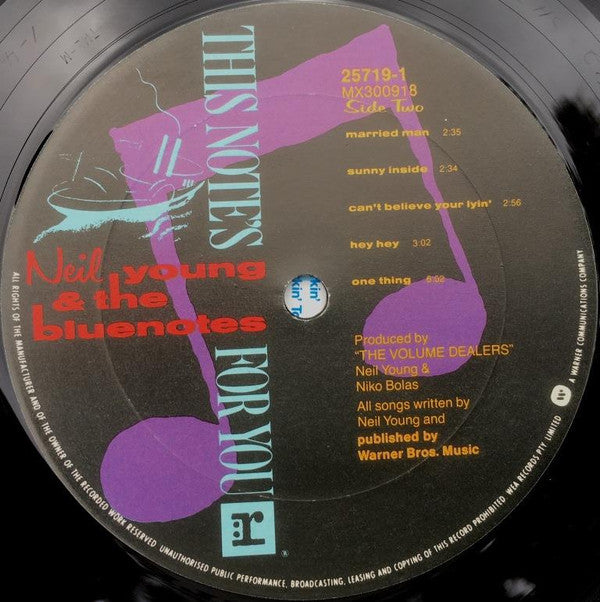 THIS NOTE'S FOR YOU
Neil young
& the
bluenotes
r
®
25719-1
MX300918
Side Two
married man 2:35
sunny inside 2:34
can't believe your lyin' 2:56
hey hey 3:02
one thing 6:02
Produced by
"THE VOLUME DEALERS"
Neil Young &
Niko Bolas
All songs written by
Neil Young and
published by
Warner Bros. Music
ALL RIGHTS OF THE MANUFACTURER AND OF THE OWNER OF THE RECORDED WORK RESERVED. UNAUTHORISED PUBLIC PERFORMANCE, BROADCASTING, LEASING AND COPYING OF THIS RECORD PROHIBITED. WEA RECORDS PTY. LIMITED
A WARNER COMMUNICATIONS COMPANY